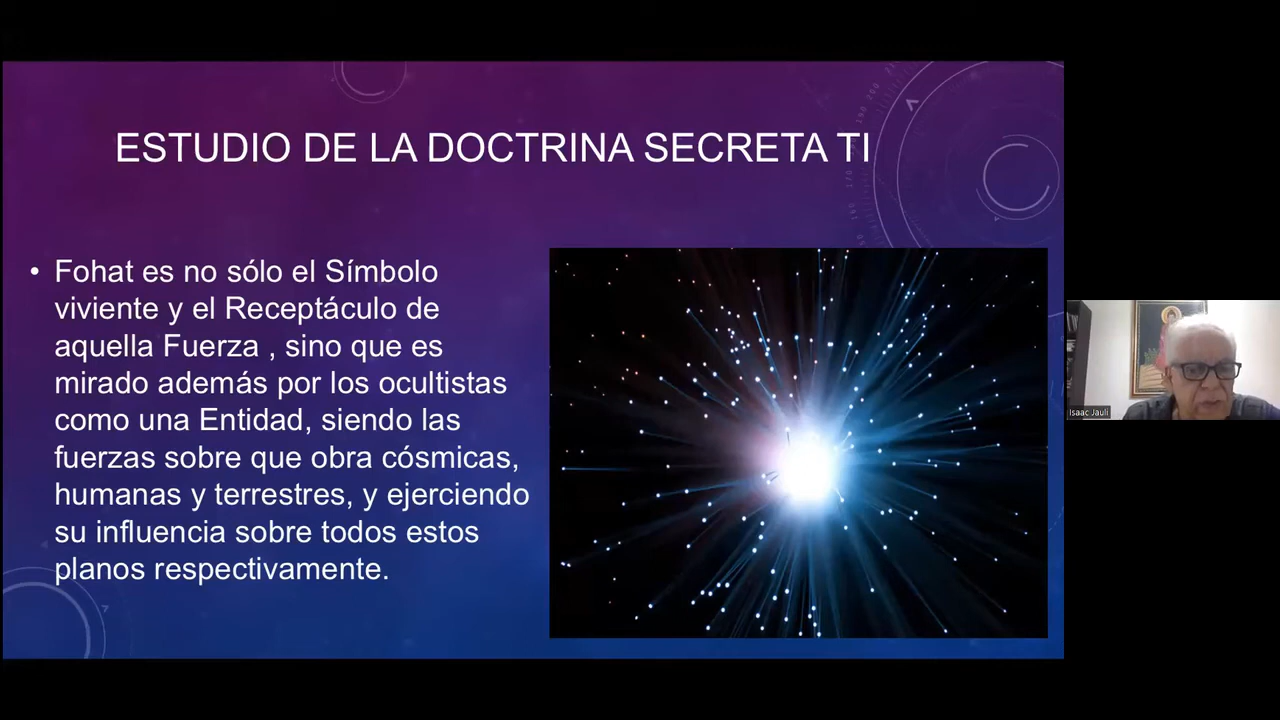 ESTUDIO DE LA DOCTRINA SECRETA TI
• Fohat es no sólo el Símbolo
viviente y el Receptáculo de
aquella Fuerza , sino que es
mirado además por los ocultistas
como una Entidad, siendo las
fuerzas sobre que obra cósmicas,
humanas y terrestres, y ejerciendo
su influencia sobre todos estos
planos respectivamente.
Isaac Jauli